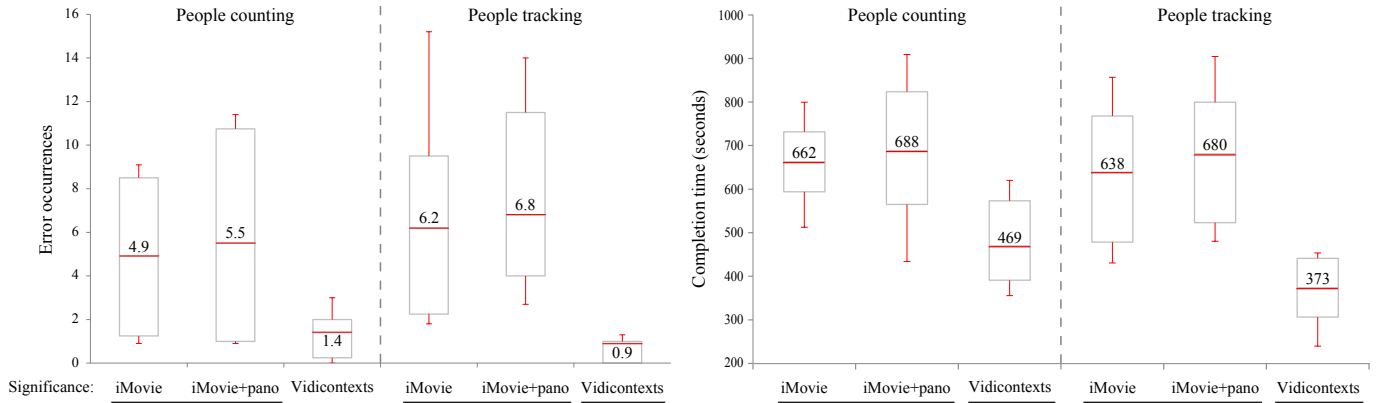 People counting People tracking
16
14
12
10
8
6
4
2
0
Error occurrences
4.9 5.5 1.4 6.2 6.8 0.9
Significance: iMovie iMovie+pano Vidicontexts iMovie iMovie+pano Vidicontexts
People counting People tracking
1000
900
800
700
600
500
400
300
200
Completion time (seconds)
662 688 469 638 680 373
iMovie iMovie+pano Vidicontexts iMovie iMovie+pano Vidicontexts